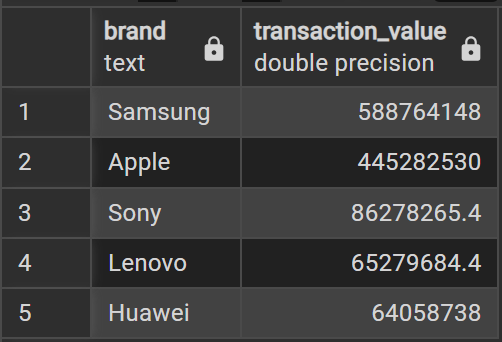 brand transaction_value
text double precision
1 Samsung 588764148
2 Apple 445282530
3 Sony 86278265.4
4 Lenovo 65279684.4
5 Huawei 64058738